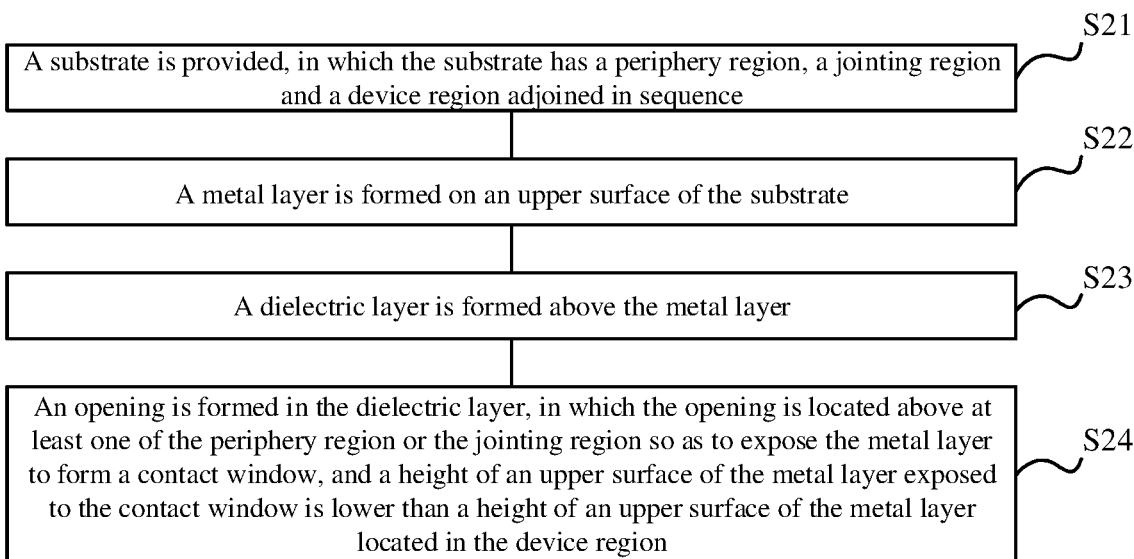 S21
A substrate is provided, in which the substrate has a periphery region, a jointing region
and a device region adjoined in sequence
S22
A metal layer is formed on an upper surface of the substrate
S23
A dielectric layer is formed above the metal layer
S24
An opening is formed in the dielectric layer, in which the opening is located above at
least one of the periphery region or the jointing region so as to expose the metal layer
to form a contact window, and a height of an upper surface of the metal layer exposed
to the contact window is lower than a height of an upper surface of the metal layer
located in the device region